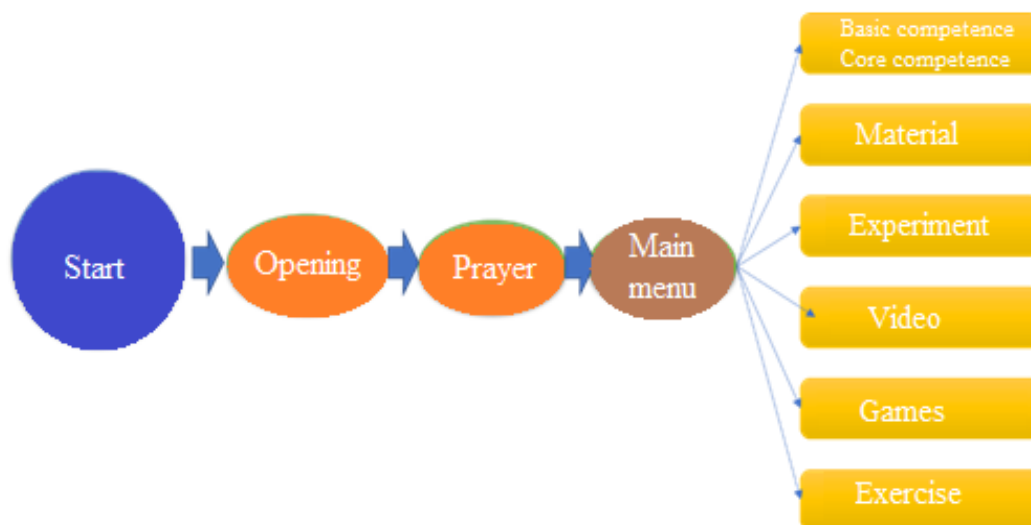 Start
Opening
Prayer
Main
menu
Basic competence
Core competence
Material
Experiment
Video
Games
Exercise